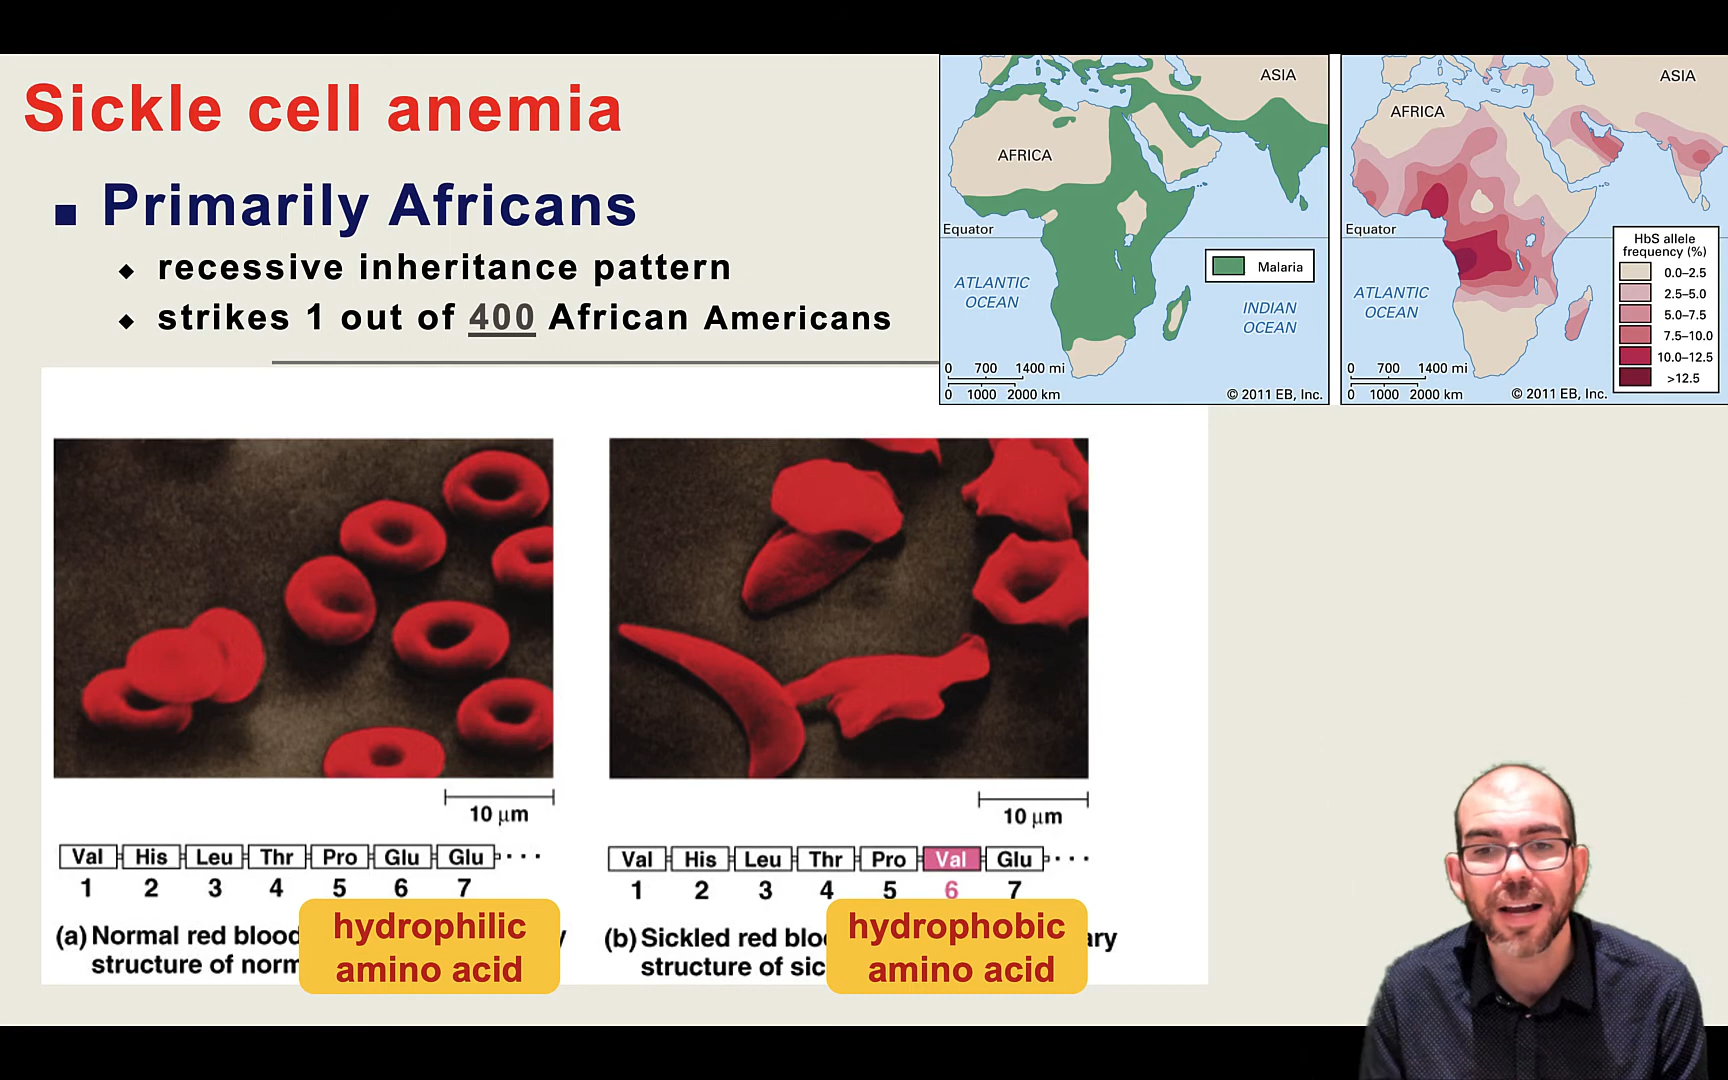 Sickle cell anemia
■ Primarily Africans
◆ recessive inheritance pattern
◆ strikes 1 out of 400 African Americans
ASIA
AFRICA
Equator
Malaria
ATLANTIC
OCEAN
INDIAN
OCEAN
0 700 1400 mi
0 1000 2000 km
© 2011 EB, Inc.
ASIA
AFRICA
Equator
HbS allele
frequency (%)
0.0–2.5
2.5–5.0
5.0–7.5
7.5–10.0
10.0–12.5
>12.5
ATLANTIC
OCEAN
0 700 1400 mi
0 1000 2000 km
© 2011 EB, Inc.
10 μm
Val His Leu Thr Pro Glu Glu ···
1 2 3 4 5 6 7
(a) Normal red blood
structure of norm
hydrophilic
amino acid
10 μm
Val His Leu Thr Pro Val Glu ···
1 2 3 4 5 6 7
(b) Sickled red bloo
ary
structure of sic
hydrophobic
amino acid